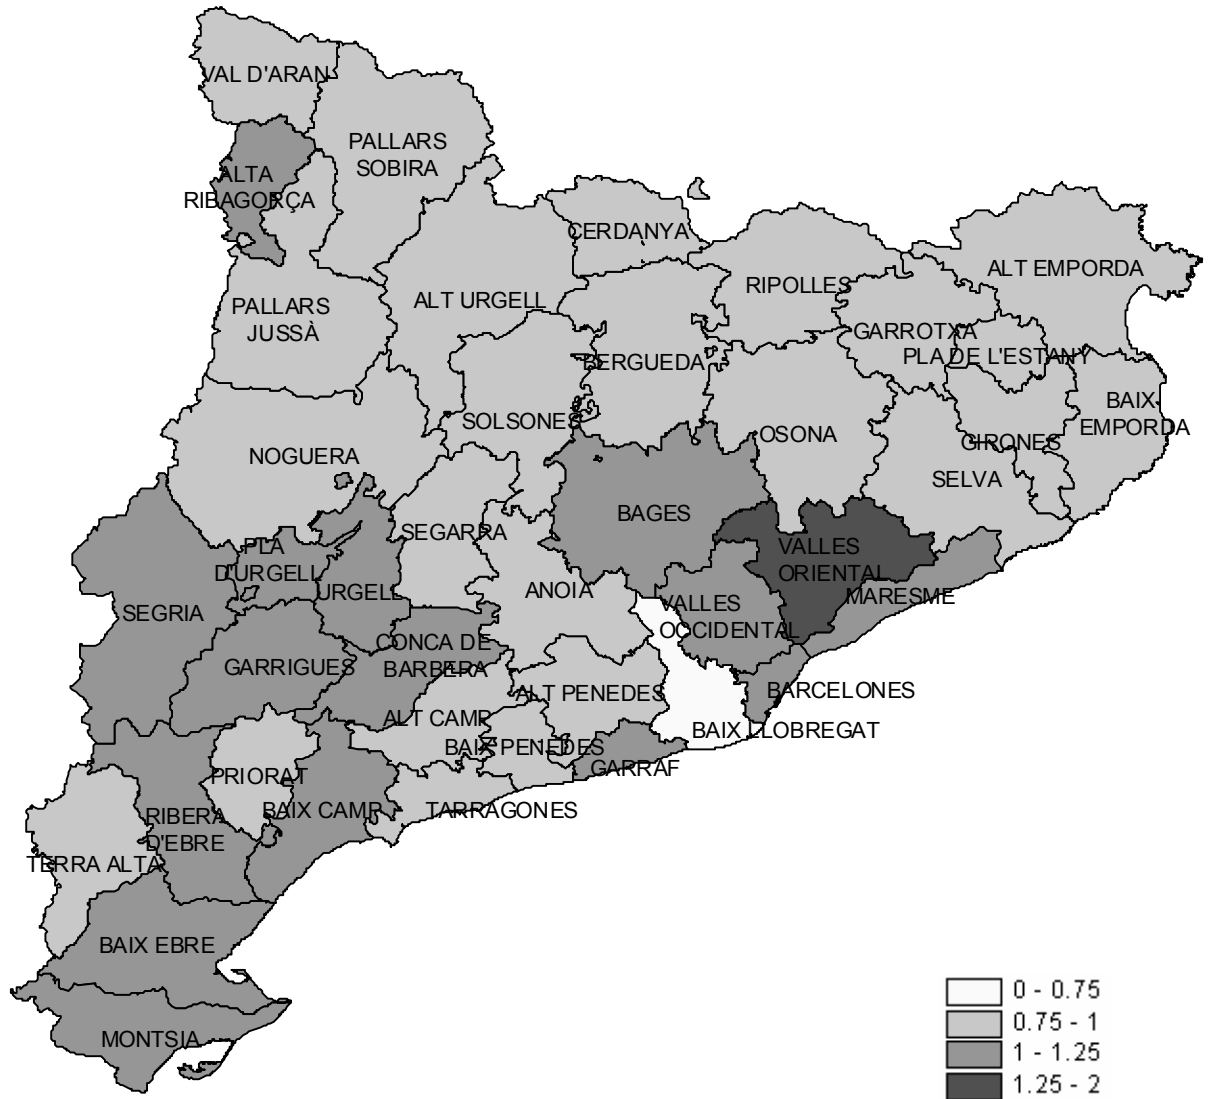 VAL D'ARAN
PALLARS
SOBIRA
ALTA
RIBAGORÇA
CERDANYA
ALT EMPORDA
RIPOLLES
ALT URGELL
PALLARS
JUSSÀ
GARROTXA
PLA DE L'ESTANY
BERGUEDA
BAIX
EMPORDA
SOLSONES
OSONA
GIRONES
NOGUERA
SELVA
BAGES
SEGARRA
PLA
D'URGELL
VALLES
ORIENTAL
URGELL
ANOIA
MARESME
SEGRIA
VALLES
OCCIDENTAL
CONCA DE
BARBERA
GARRIGUES
ALT PENEDES
BARCELONES
ALT CAMP
BAIX LLOBREGAT
BAIX PENEDES
GARRAF
PRIORAT
BAIX CAMP
TARRAGONES
RIBERA
D'EBRE
TERRA ALTA
BAIX EBRE
MONTSIA
0 - 0.75
0.75 - 1
1 - 1.25
1.25 - 2